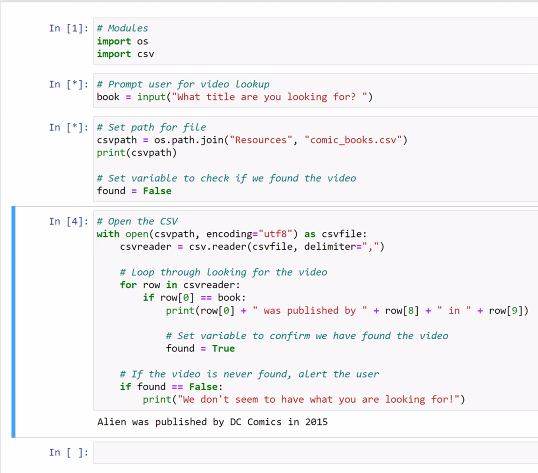 In [1]: # Modules
import os
import csv
In [*]: # Prompt user for video lookup
book = input("What title are you looking for? ")
In [*]: # Set path for file
csvpath = os.path.join("Resources", "comic_books.csv")
print(csvpath)
# Set variable to check if we found the video
found = False
In [4]: # Open the CSV
with open(csvpath, encoding="utf8") as csvfile:
csvreader = csv.reader(csvfile, delimiter=",")
# Loop through looking for the video
for row in csvreader:
if row[0] == book:
print(row[0] + " was published by " + row[8] + " in " + row[9])
# Set variable to confirm we have found the video
found = True
# If the video is never found, alert the user
if found == False:
print("We don't seem to have what you are looking for!")
Alien was published by DC Comics in 2015
In [ ]: